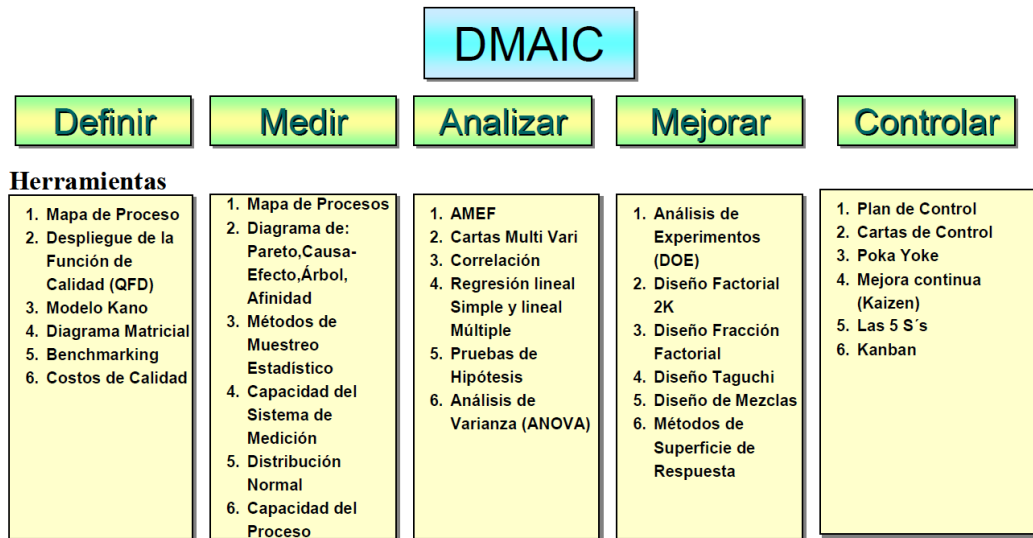 DMAIC
Definir
Medir
Analizar
Mejorar
Controlar
Herramientas
1. Mapa de Proceso
2. Despliegue de la
Función de
Calidad (QFD)
3. Modelo Kano
4. Diagrama Matricial
5. Benchmarking
6. Costos de Calidad
1. Mapa de Procesos
2. Diagrama de:
Pareto,Causa-
Efecto,Árbol,
Afinidad
3. Métodos de
Muestreo
Estadístico
4. Capacidad del
Sistema de
Medición
5. Distribución
Normal
6. Capacidad del
Proceso
1. AMEF
2. Cartas Multi Vari
3. Correlación
4. Regresión lineal
Simple y lineal
Múltiple
5. Pruebas de
Hipótesis
6. Análisis de
Varianza (ANOVA)
1. Análisis de
Experimentos
(DOE)
2. Diseño Factorial
2K
3. Diseño Fracción
Factorial
4. Diseño Taguchi
5. Diseño de Mezclas
6. Métodos de
Superficie de
Respuesta
1. Plan de Control
2. Cartas de Control
3. Poka Yoke
4. Mejora continua
(Kaizen)
5. Las 5 S´s
6. Kanban